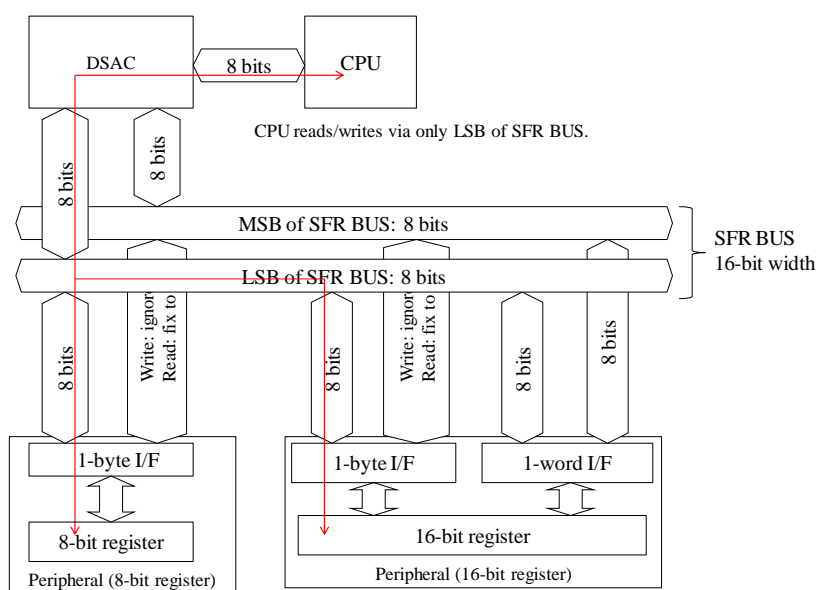 DSAC
8 bits
CPU
CPU reads/writes via only LSB of SFR BUS.
8 bits
8 bits
MSB of SFR BUS: 8 bits
SFR BUS
16-bit width
LSB of SFR BUS: 8 bits
8 bits
Write:
Read: fix to
8 bits
Write:
Read: fix to
8 bits
8 bits
1-byte I/F
1-byte I/F
1-word I/F
8-bit register
16-bit register
Peripheral (8-bit register)
Peripheral (16-bit register)